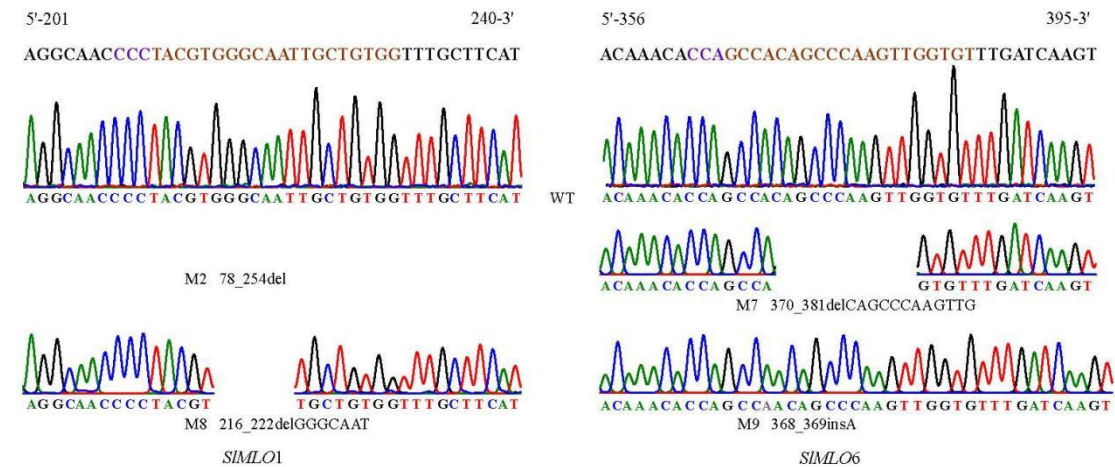 5'-201 240-3'
AGGCAACCCCTACGTGGGCAATTGCTGTGGTTTGCTTCAT
AGGCAACCCCTACGTGGGCAATTGCTGTGGTTTGCTTCAT
M2 78_254del
AGGCAACCCCTACGT TGCTGTGGTTTGCTTCAT
M8 216_222delGGGCAAT
SlMLO1
WT
5'-356 395-3'
ACAAACACCAGCCACAGCCCAAGTTGGTGTTTGATCAAGT
ACAAACACCAGCCACAGCCCAAGTTGGTGTTTGATCAAGT
ACAAACACCAGCCA GTGTTTGATCAAGT
M7 370_381delCAGCCCAAGTTG
ACAAACACCAGCCAACAGCCCAAGTTGGTGTTTGATCAAGT
M9 368_369insA
SlMLO6